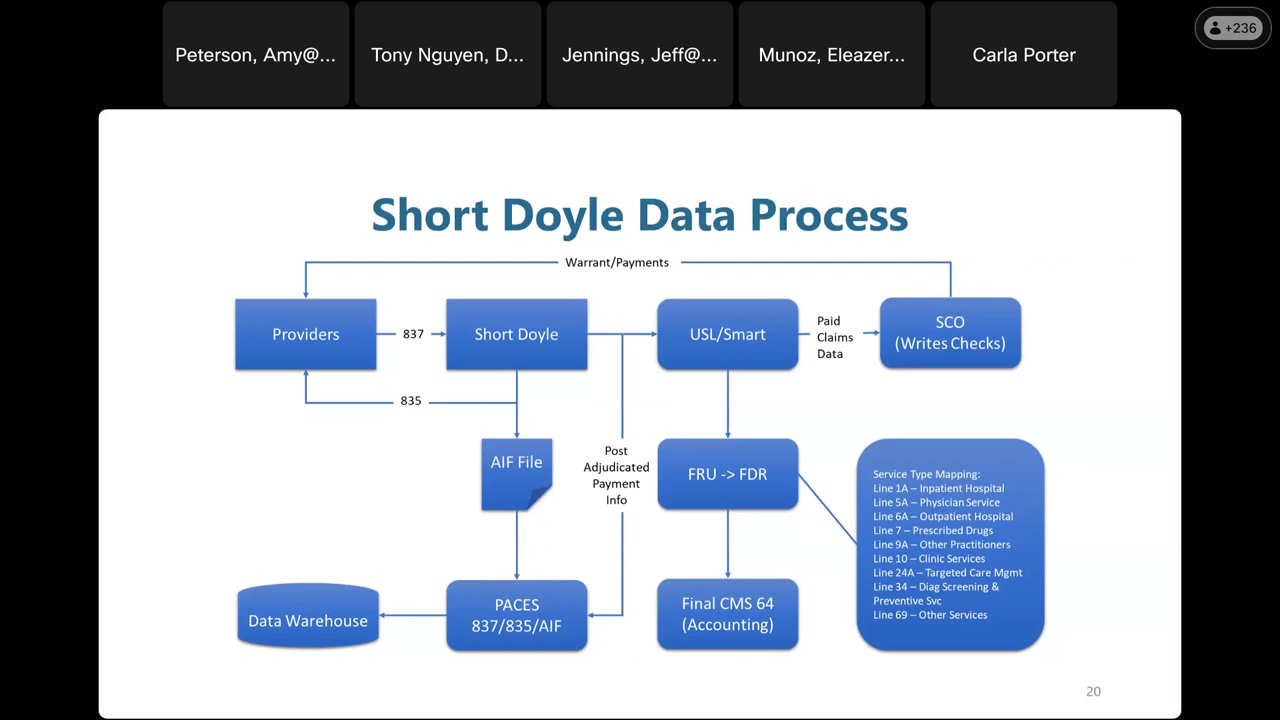 Peterson, Amy@...
Tony Nguyen, D...
Jennings, Jeff@...
Munoz, Eleazer...
Carla Porter
+236
Short Doyle Data Process
Warrant/Payments
Providers
837
Short Doyle
USL/Smart
Paid
Claims
Data
SCO
(Writes Checks)
835
AIF File
Post
Adjudicated
Payment
Info
FRU -> FDR
Service Type Mapping:
Line 1A – Inpatient Hospital
Line 5A – Physician Service
Line 6A – Outpatient Hospital
Line 7 – Prescribed Drugs
Line 9A – Other Practitioners
Line 10 – Clinic Services
Line 24A – Targeted Care Mgmt
Line 34 – Diag Screening &
Preventive Svc
Line 69 – Other Services
Data Warehouse
PACES
837/835/AIF
Final CMS 64
(Accounting)
20